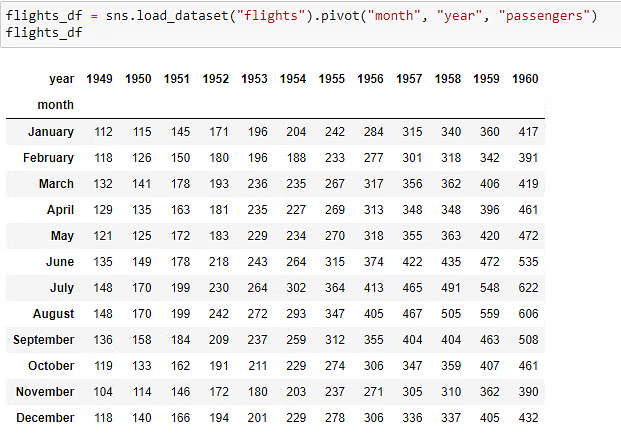 flights_df = sns.load_dataset("flights").pivot("month", "year", "passengers")
flights_df
year 1949 1950 1951 1952 1953 1954 1955 1956 1957 1958 1959 1960
month
January 112 115 145 171 196 204 242 284 315 340 360 417
February 118 126 150 180 196 188 233 277 301 318 342 391
March 132 141 178 193 236 235 267 317 356 362 406 419
April 129 135 163 181 235 227 269 313 348 348 396 461
May 121 125 172 183 229 234 270 318 355 363 420 472
June 135 149 178 218 243 264 315 374 422 435 472 535
July 148 170 199 230 264 302 364 413 465 491 548 622
August 148 170 199 242 272 293 347 405 467 505 559 606
September 136 158 184 209 237 259 312 355 404 404 463 508
October 119 133 162 191 211 229 274 306 347 359 407 461
November 104 114 146 172 180 203 237 271 305 310 362 390
December 118 140 166 194 201 229 278 306 336 337 405 432